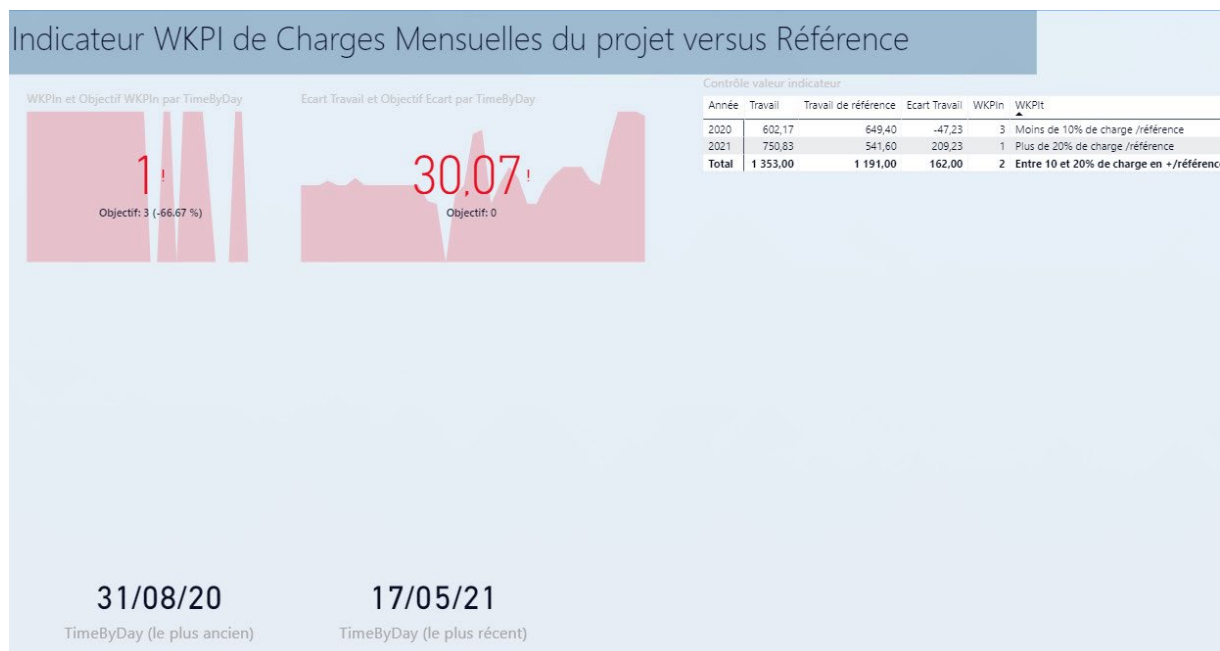 Indicateur WKPI de Charges Mensuelles du projet versus Référence
WKPIn et Objectif WKPIn par TimeByDay
1!
Objectif: 3 (-66.67 %)
Ecart Travail et Objectif Ecart par TimeByDay
30,07!
Objectif: 0
Contrôle valeur indicateur
Année Travail Travail de référence Ecart Travail WKPIn WKPIt
2020 602,17 649,40 -47,23 3 Moins de 10% de charge /référence
2021 750,83 541,60 209,23 1 Plus de 20% de charge /référence
Total 1 353,00 1 191,00 162,00 2 Entre 10 et 20% de charge en +/référenc
31/08/20
TimeByDay (le plus ancien)
17/05/21
TimeByDay (le plus récent)